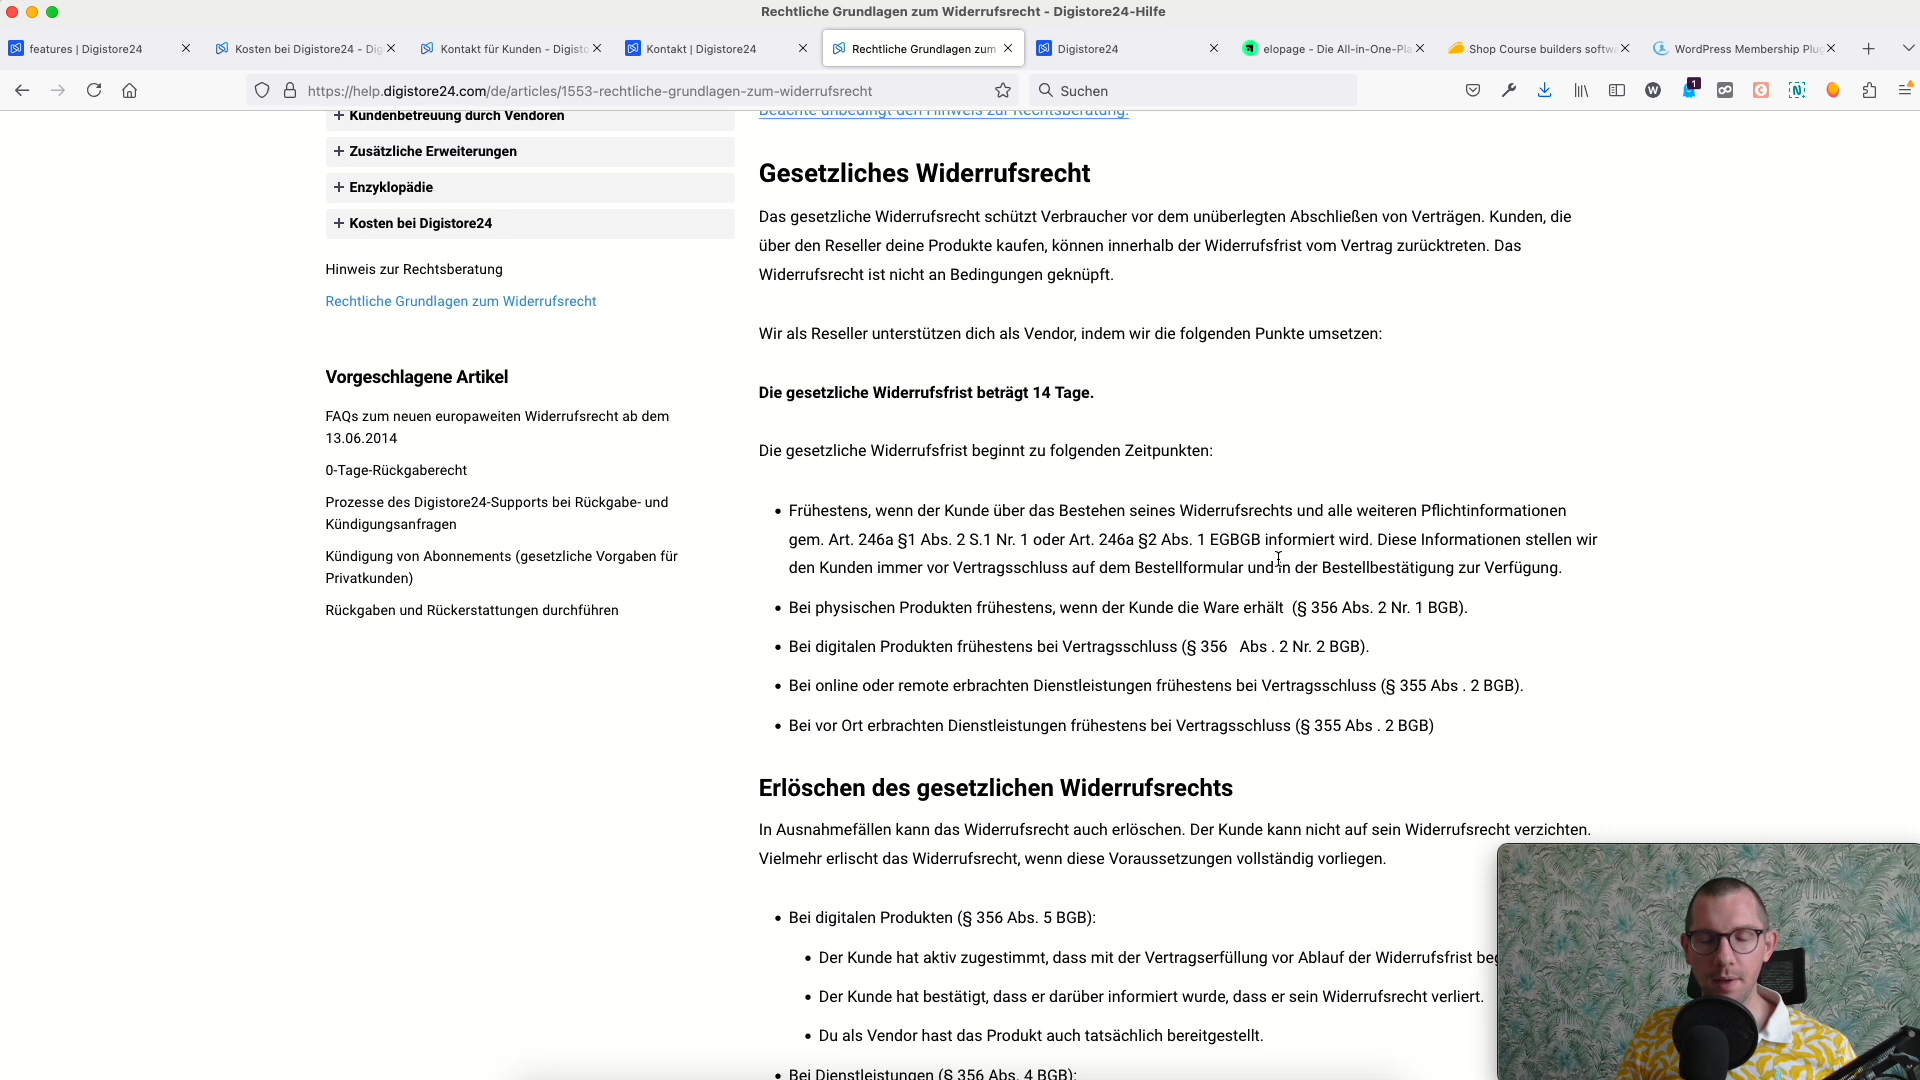 Rechtliche Grundlagen zum Widerrufsrecht - Digistore24-Hilfe
features | Digistore24
Kosten bei Digistore24 - Dig
Kontakt für Kunden - Digisto
Kontakt | Digistore24
Rechtliche Grundlagen zum
Digistore24
elopage - Die All-in-One-Pla
Shop Course builders softwa
WordPress Membership Plug
https://help.digistore24.com/de/articles/1553-rechtliche-grundlagen-zum-widerrufsrecht
Suchen
1
+ Kundenbetreuung durch Vendoren
+ Zusätzliche Erweiterungen
+ Enzyklopädie
+ Kosten bei Digistore24
Hinweis zur Rechtsberatung
Rechtliche Grundlagen zum Widerrufsrecht
Vorgeschlagene Artikel
FAQs zum neuen europaweiten Widerrufsrecht ab dem
13.06.2014
0-Tage-Rückgaberecht
Prozesse des Digistore24-Supports bei Rückgabe- und
Kündigungsanfragen
Kündigung von Abonnements (gesetzliche Vorgaben für
Privatkunden)
Rückgaben und Rückerstattungen durchführen
Beachte unbedingt den Hinweis zur Rechtsberatung.
Gesetzliches Widerrufsrecht
Das gesetzliche Widerrufsrecht schützt Verbraucher vor dem unüberlegten Abschließen von Verträgen. Kunden, die
über den Reseller deine Produkte kaufen, können innerhalb der Widerrufsfrist vom Vertrag zurücktreten. Das
Widerrufsrecht ist nicht an Bedingungen geknüpft.
Wir als Reseller unterstützen dich als Vendor, indem wir die folgenden Punkte umsetzen:
Die gesetzliche Widerrufsfrist beträgt 14 Tage.
Die gesetzliche Widerrufsfrist beginnt zu folgenden Zeitpunkten:
• Frühestens, wenn der Kunde über das Bestehen seines Widerrufsrechts und alle weiteren Pflichtinformationen
gem. Art. 246a §1 Abs. 2 S.1 Nr. 1 oder Art. 246a §2 Abs. 1 EGBGB informiert wird. Diese Informationen stellen wir
den Kunden immer vor Vertragsschluss auf dem Bestellformular und in der Bestellbestätigung zur Verfügung.
• Bei physischen Produkten frühestens, wenn der Kunde die Ware erhält (§ 356 Abs. 2 Nr. 1 BGB).
• Bei digitalen Produkten frühestens bei Vertragsschluss (§ 356 Abs . 2 Nr. 2 BGB).
• Bei online oder remote erbrachten Dienstleistungen frühestens bei Vertragsschluss (§ 355 Abs . 2 BGB).
• Bei vor Ort erbrachten Dienstleistungen frühestens bei Vertragsschluss (§ 355 Abs . 2 BGB)
Erlöschen des gesetzlichen Widerrufsrechts
In Ausnahmefällen kann das Widerrufsrecht auch erlöschen. Der Kunde kann nicht auf sein Widerrufsrecht verzichten.
Vielmehr erlischt das Widerrufsrecht, wenn diese Voraussetzungen vollständig vorliegen.
• Bei digitalen Produkten (§ 356 Abs. 5 BGB):
• Der Kunde hat aktiv zugestimmt, dass mit der Vertragserfüllung vor Ablauf der Widerrufsfrist beg
• Der Kunde hat bestätigt, dass er darüber informiert wurde, dass er sein Widerrufsrecht verliert.
• Du als Vendor hast das Produkt auch tatsächlich bereitgestellt.
• Bei Dienstleistungen (§ 356 Abs. 4 BGB):